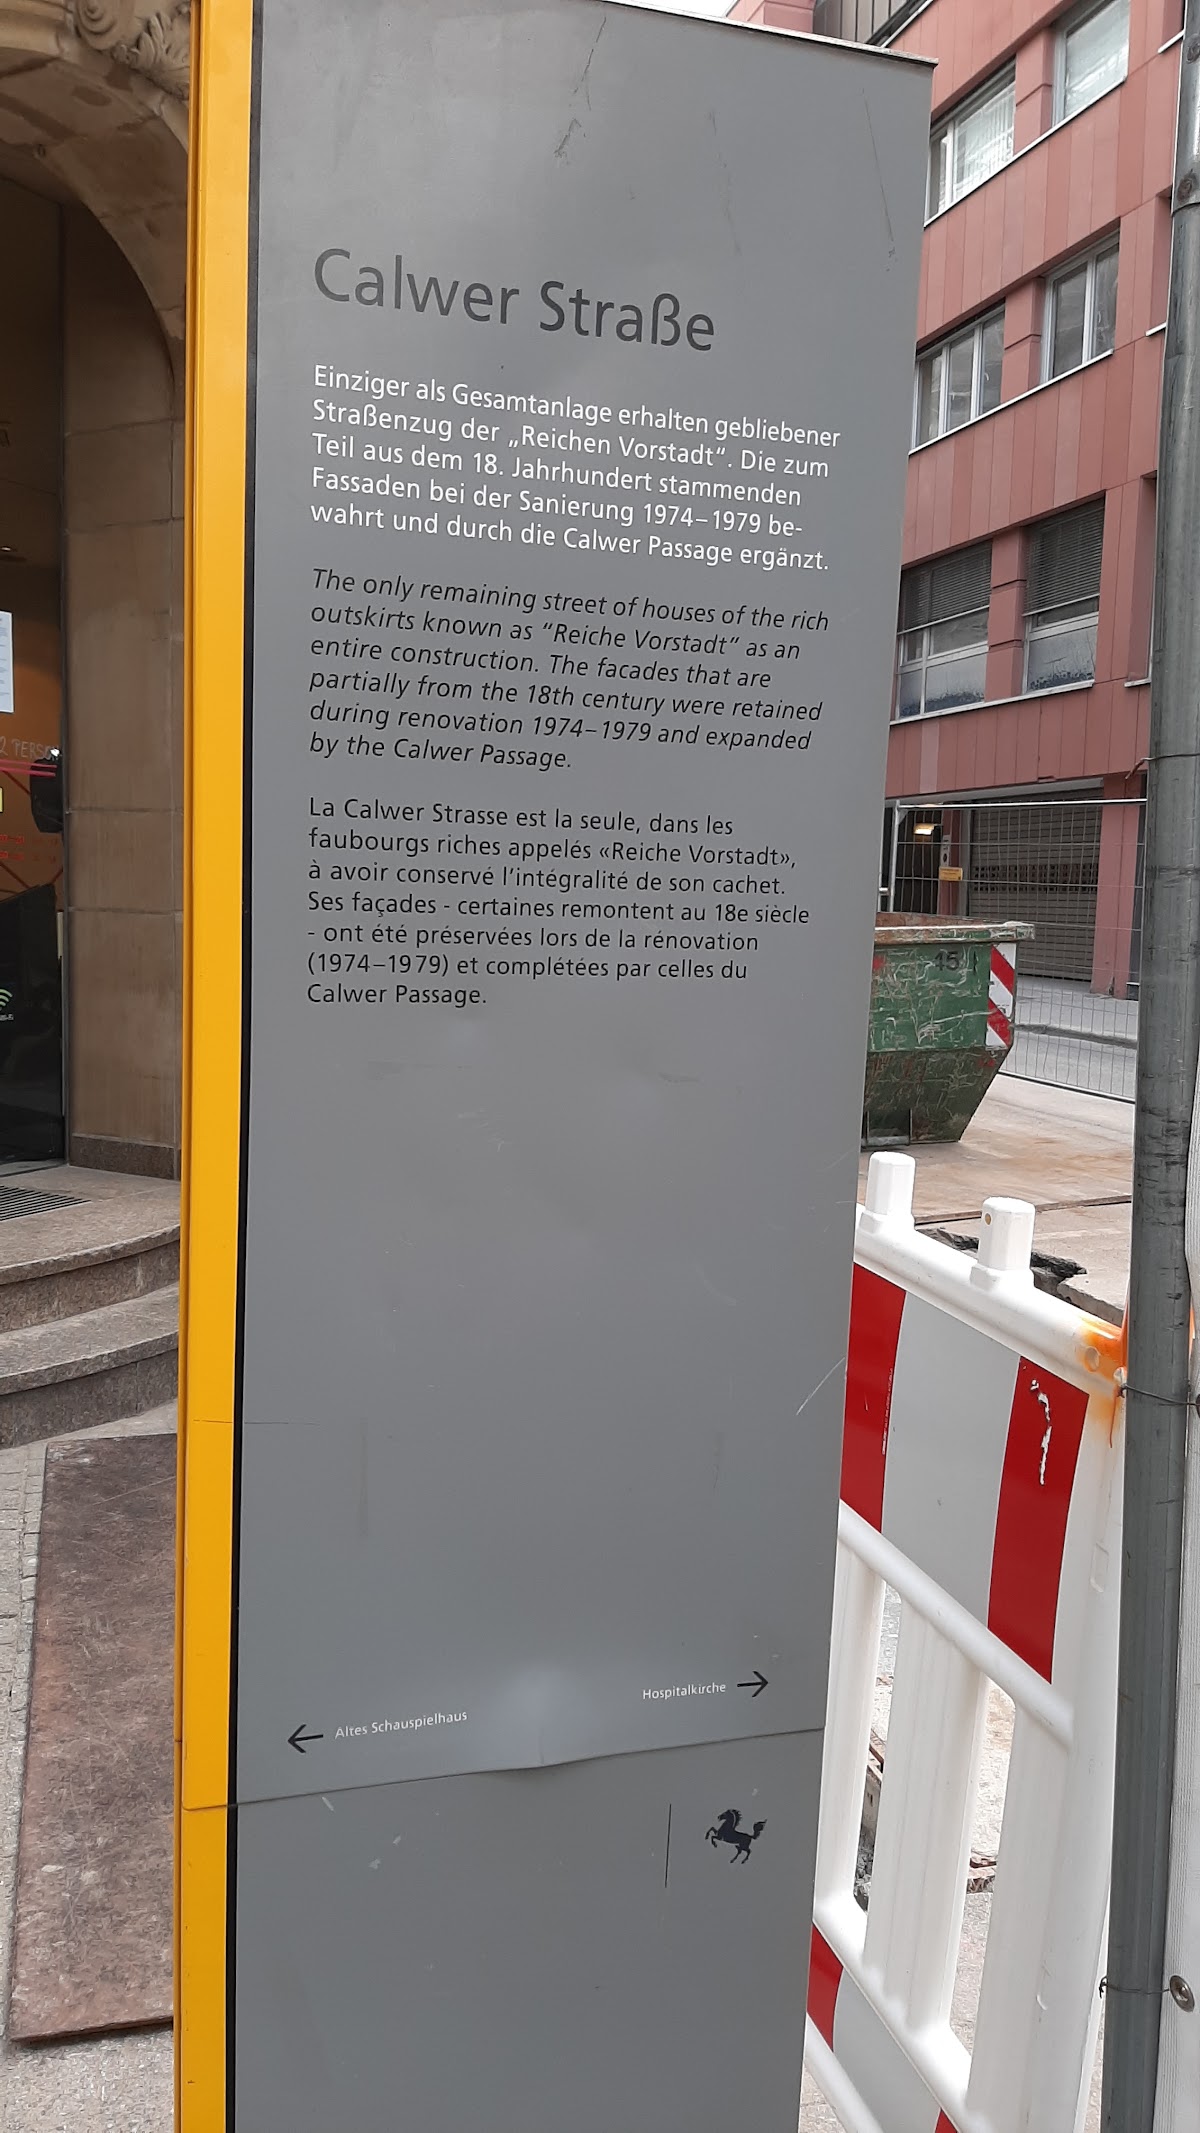 Calwer Straße
Einziger als Gesamtanlage erhalten gebliebener
Straßenzug der „Reichen Vorstadt“. Die zum
Teil aus dem 18. Jahrhundert stammenden
Fassaden bei der Sanierung 1974–1979 be-
wahrt und durch die Calwer Passage ergänzt.
The only remaining street of houses of the rich
outskirts known as “Reiche Vorstadt” as an
entire construction. The facades that are
partially from the 18th century were retained
during renovation 1974–1979 and expanded
by the Calwer Passage.
La Calwer Strasse est la seule, dans les
faubourgs riches appelés «Reiche Vorstadt»,
à avoir conservé l’intégralité de son cachet.
Ses façades - certaines remontent au 18e siècle
- ont été préservées lors de la rénovation
(1974–1979) et complétées par celles du
Calwer Passage.
Hospitalkirche →
← Altes Schauspielhaus
45